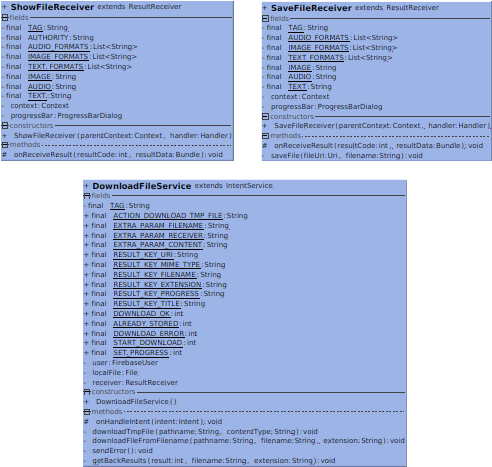 + ShowFileReceiver extends ResultReceiver
fields
- final TAG : String
- final AUTHORITY : String
- final AUDIO_FORMATS : List<String>
- final IMAGE_FORMATS : List<String>
- final TEXT_FORMATS : List<String>
- final IMAGE : String
- final AUDIO : String
- final TEXT : String
- context : Context
- progressBar : ProgressBarDialog
constructors
+ ShowFileReceiver (parentContext : Context , handler : Handler)
methods
# onReceiveResult (resultCode : int , resultData : Bundle) : void
+ SaveFileReceiver extends ResultReceiver
fields
- final TAG : String
- final AUDIO_FORMATS : List<String>
- final IMAGE_FORMATS : List<String>
- final TEXT_FORMATS : List<String>
- final IMAGE : String
- final AUDIO : String
- final TEXT : String
- context : Context
- progressBar : ProgressBarDialog
constructors
+ SaveFileReceiver (parentContext : Context , handler : Handler)
methods
# onReceiveResult (resultCode : int , resultData : Bundle) : void
- saveFile (fileUri : Uri , filename : String) : void
+ DownloadFileService extends IntentService
fields
- final TAG : String
+ final ACTION_DOWNLOAD_TMP_FILE : String
+ final EXTRA_PARAM_FILENAME : String
+ final EXTRA_PARAM_RECEIVER : String
+ final EXTRA_PARAM_CONTENT : String
+ final RESULT_KEY_URI : String
+ final RESULT_KEY_MIME_TYPE : String
+ final RESULT_KEY_FILENAME : String
+ final RESULT_KEY_EXTENSION : String
+ final RESULT_KEY_PROGRESS : String
+ final RESULT_KEY_TITLE : String
+ final DOWNLOAD_OK : int
+ final ALREADY_STORED : int
+ final DOWNLOAD_ERROR : int
+ final START_DOWNLOAD : int
+ final SET_PROGRESS : int
- user : FirebaseUser
- localFile : File
- receiver : ResultReceiver
constructors
+ DownloadFileService ()
methods
# onHandleIntent (intent : Intent) : void
- downloadTmpFile (pathname : String , contentType : String) : void
- downloadFileFromFilename (pathname : String , filename : String , extension : String) : void
- sendError () : void
- getBackResults (result : int , filename : String , extension : String) : void